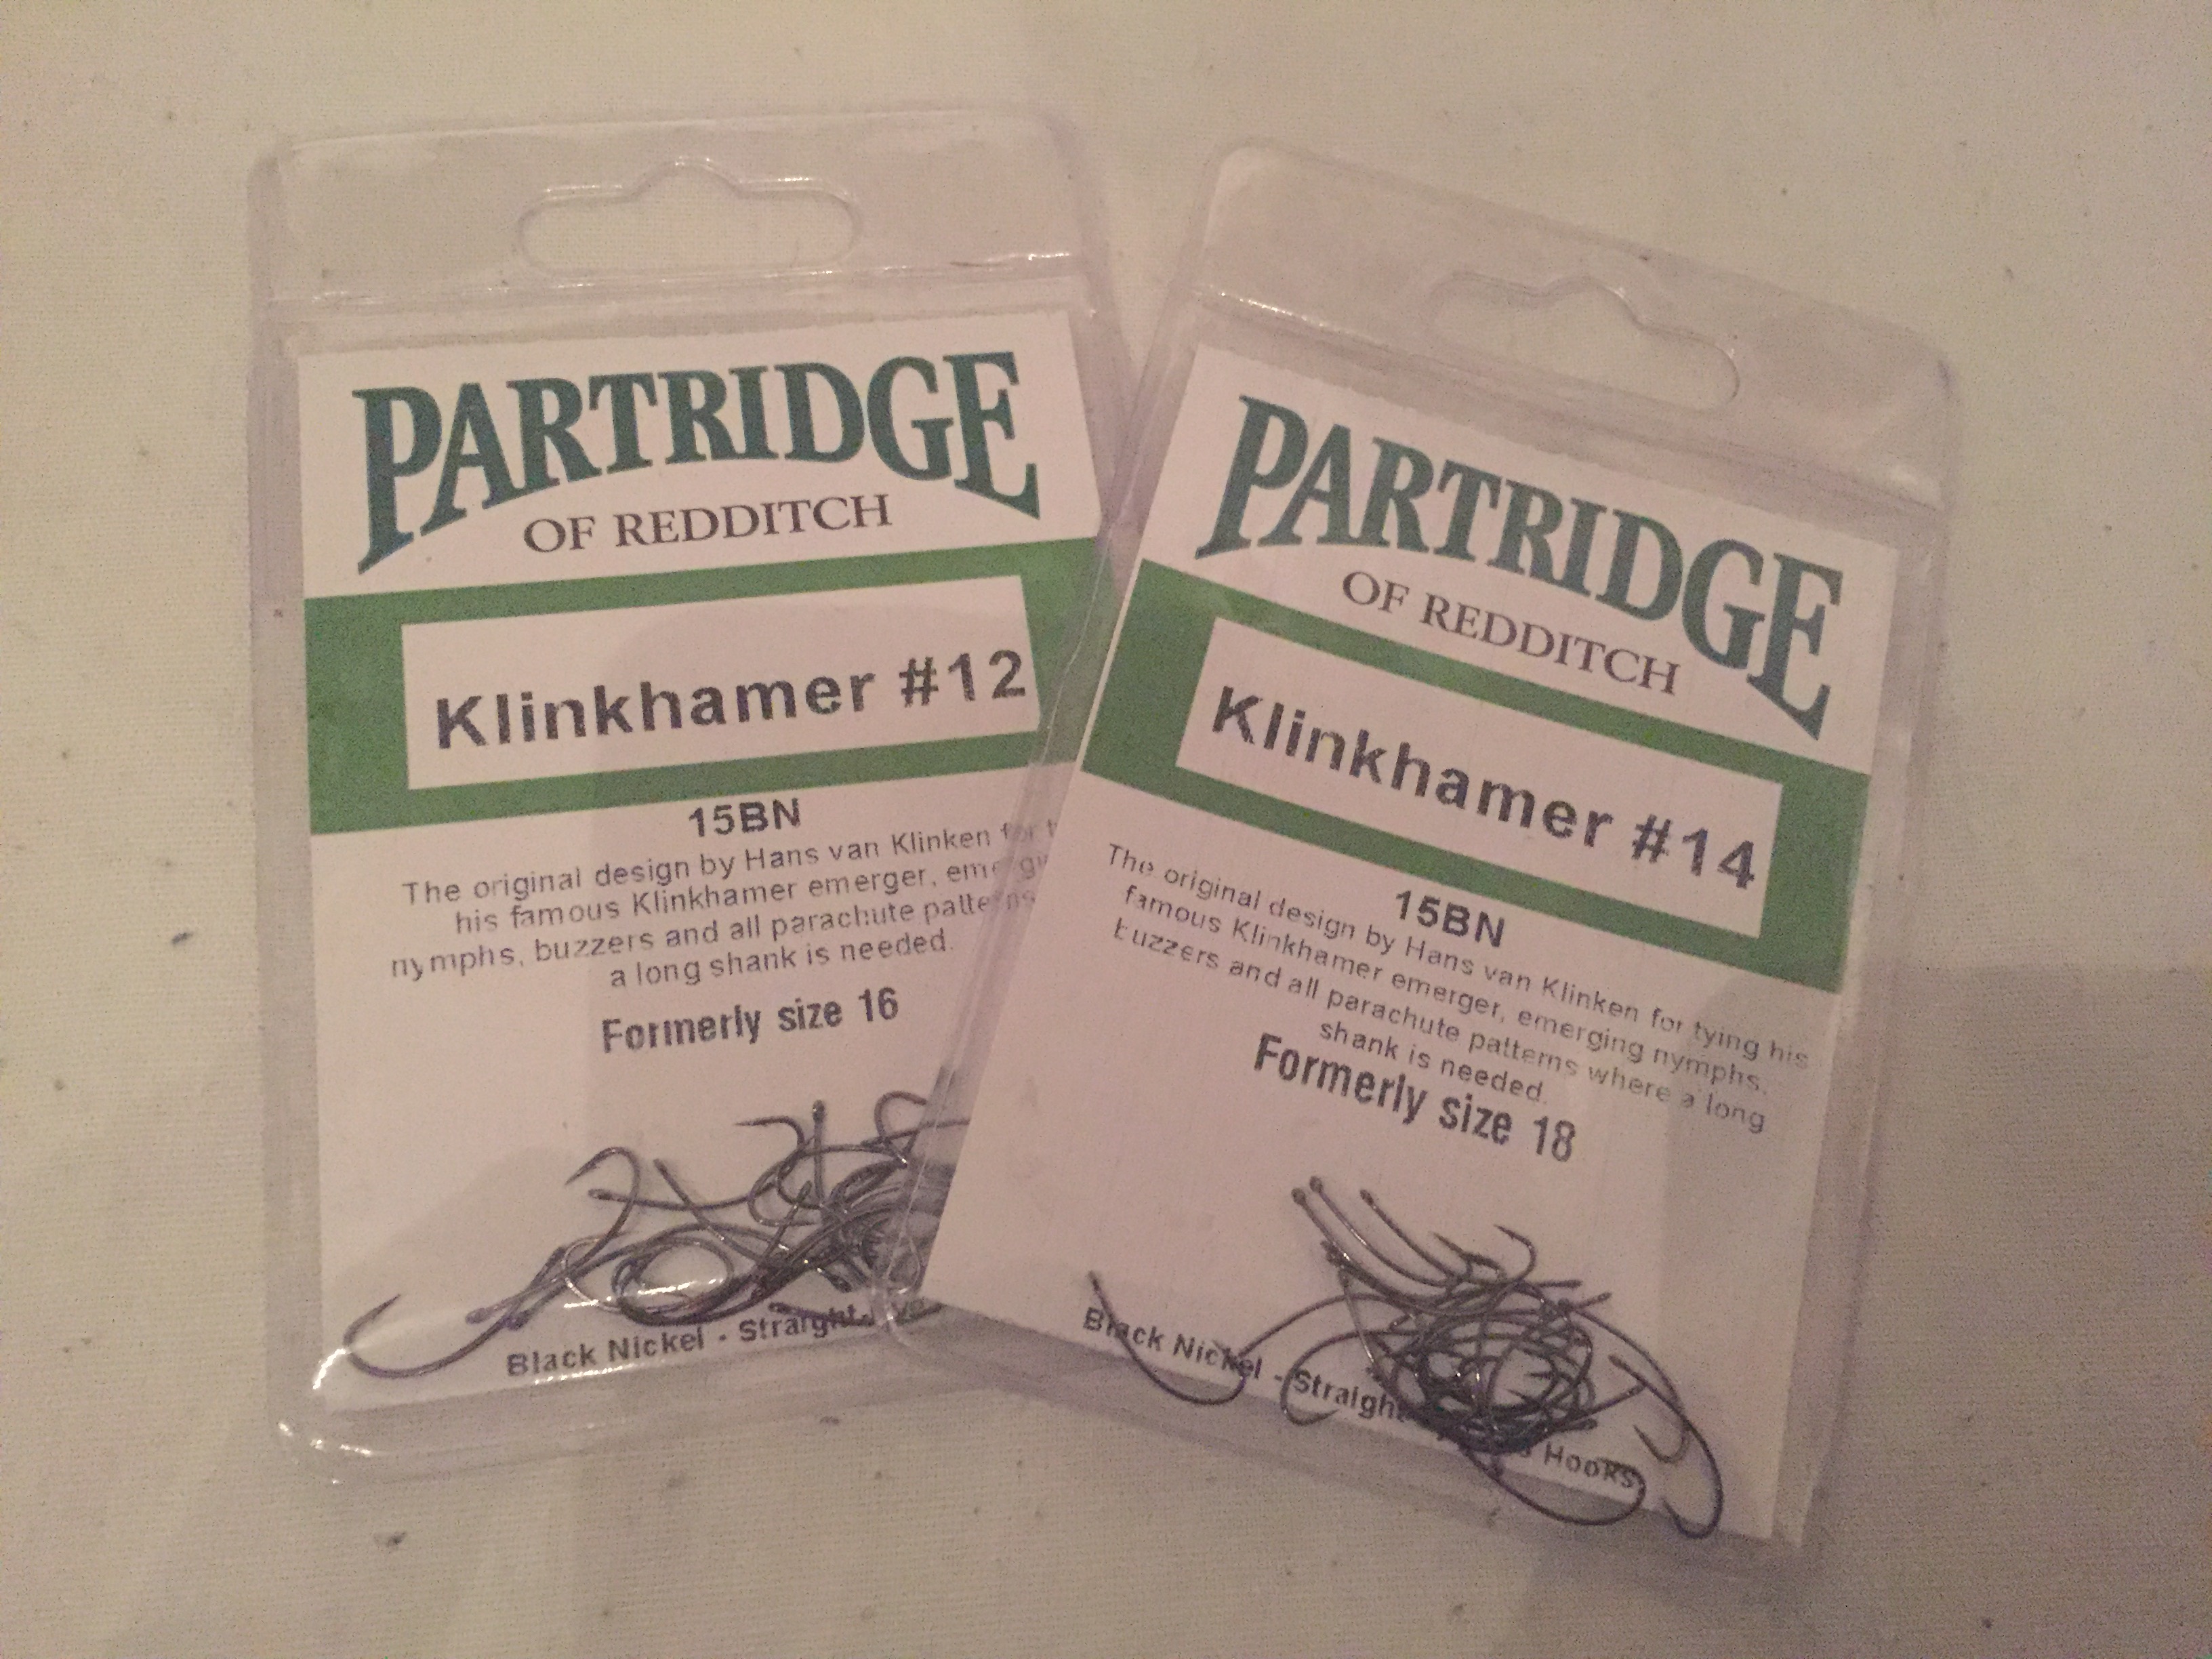 PARTRIDGE
OF REDDITCH
Klinkhamer #12
15BN
The original design by Hans van Klinken for
his famous Klinkhamer emerger,
nymphs, buzzers and all parachute patterns
a long shank is needed.
Formerly size 16
Black Nickel - Straight
PARTRIDGE
OF REDDITCH
Klinkhamer #14
15BN
The original design by Hans van Klinken for tying his
famous Klinkhamer emerger, emerging nymphs,
buzzers and all parachute patterns where a long
shank is needed.
Formerly size 18
Black Nickel - Straight Hooks